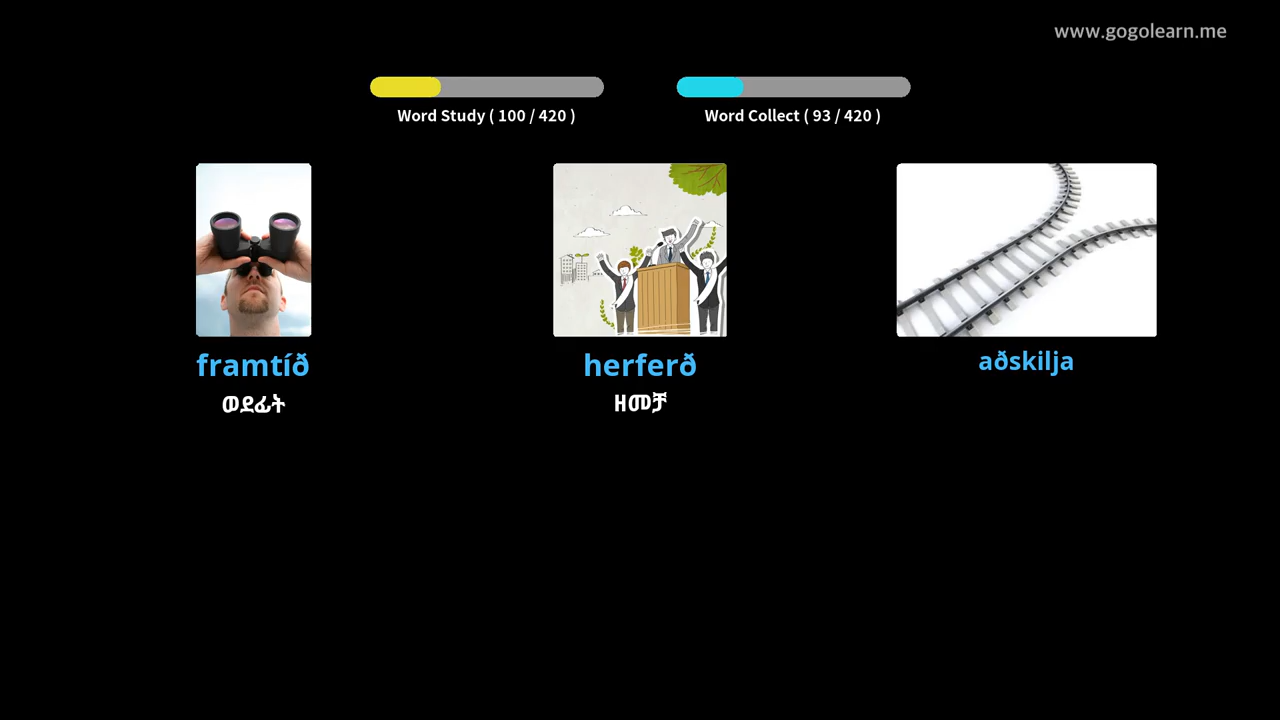 www.gogolearn.me
Word Study ( 100 / 420 )
Word Collect ( 93 / 420 )
framtíð
ወደፊት
herferð
ዘመቻ
aðskilja